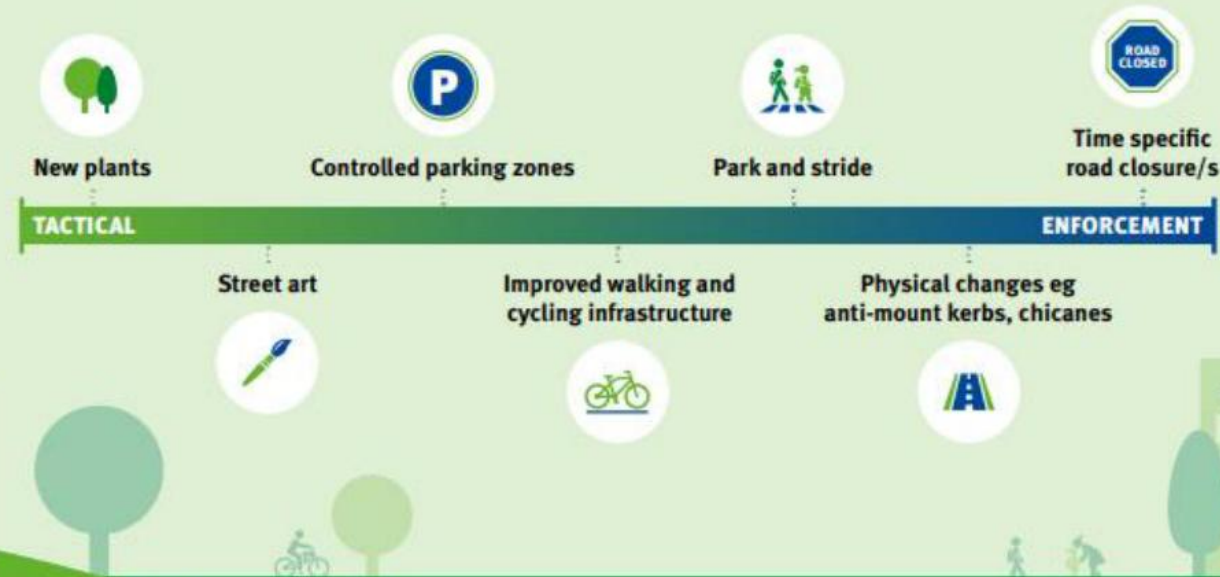 P
ROAD
CLOSED
New plants
Controlled parking zones
Park and stride
Time specific
road closure/s
TACTICAL
ENFORCEMENT
Street art
Improved walking and
cycling infrastructure
Physical changes eg
anti-mount kerbs, chicanes